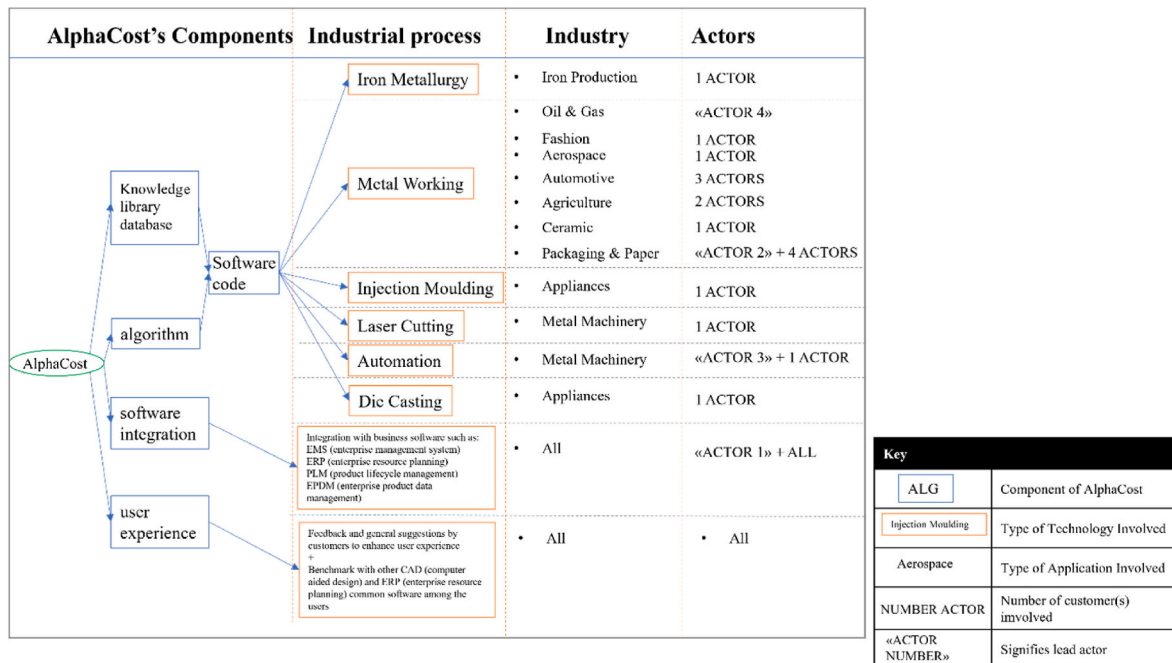 AlphaCost's Components Industrial process Industry Actors
Iron Metallurgy • Iron Production 1 ACTOR
• Oil & Gas «ACTOR 4»
• Fashion 1 ACTOR
• Aerospace 1 ACTOR
Metal Working • Automotive 3 ACTORS
• Agriculture 2 ACTORS
• Ceramic 1 ACTOR
• Packaging & Paper «ACTOR 2» + 4 ACTORS
Knowledge
library
database
Software
code
Injection Moulding • Appliances 1 ACTOR
algorithm
Laser Cutting • Metal Machinery 1 ACTOR
AlphaCost
Automation • Metal Machinery «ACTOR 3» + 1 ACTOR
Die Casting • Appliances 1 ACTOR
software
integration
Integration with business software such as:
EMS (enterprise management system)
ERP (enterprise resource planning)
PLM (product lifecycle management)
EPDM (enterprise product data
management)
• All «ACTOR 1» + ALL
user
experience
Feedback and general suggestions by
customers to enhance user experience
+
Benchmark with other CAD (computer
aided design) and ERP (enterprise resource
planning) common software among the
users
• All • All
Key
ALG Component of AlphaCost
Injection Moulding Type of Technology Involved
Aerospace Type of Application Involved
NUMBER ACTOR Number of customer(s)
imvolved
«ACTOR
NUMBER» Signifies lead actor